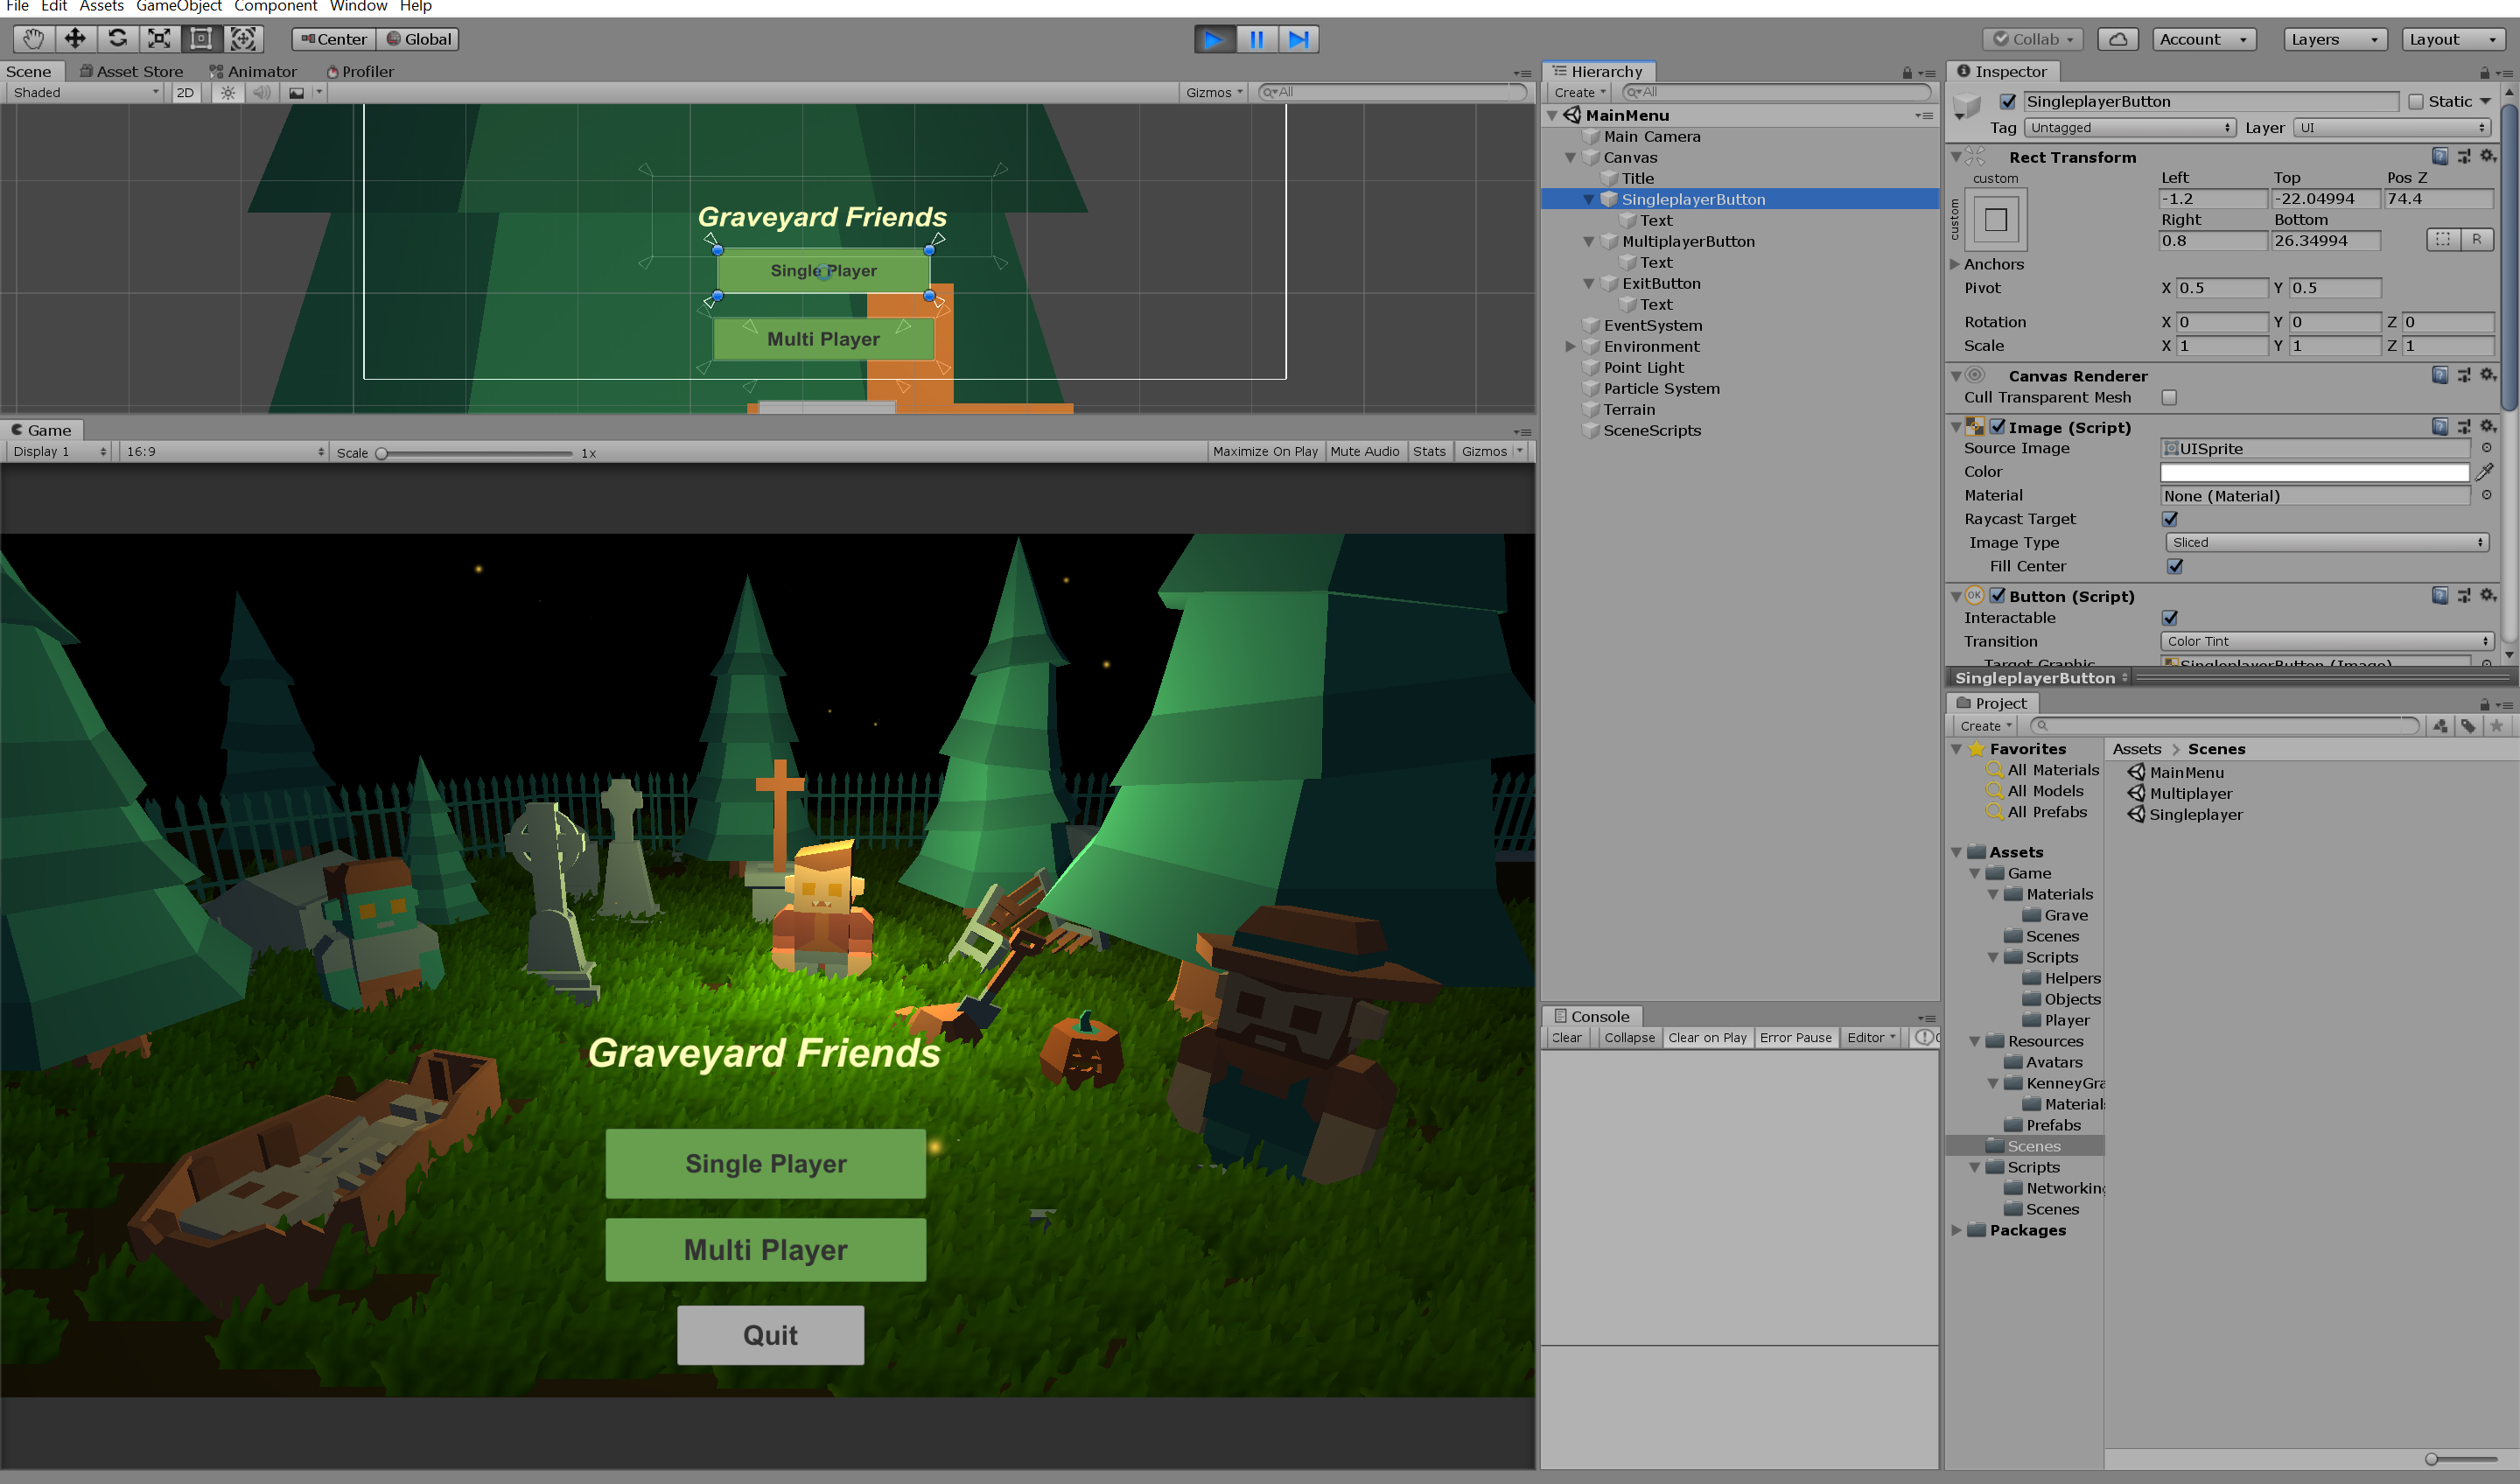 File Edit Assets GameObject Component Window Help
Center Global
Collab Account Layers Layout
Scene Asset Store Animator Profiler
Shaded 2D Gizmos All
Graveyard Friends
Single Player
Multi Player
Game
Display 1 16:9 Scale 1x Maximize On Play Mute Audio Stats Gizmos
Graveyard Friends
Single Player
Multi Player
Quit
Hierarchy
Create All
MainMenu
Main Camera
Canvas
Title
SingleplayerButton
Text
MultiplayerButton
Text
ExitButton
Text
EventSystem
Environment
Point Light
Particle System
Terrain
SceneScripts
Console
Clear Collapse Clear on Play Error Pause Editor
Inspector
SingleplayerButton Static
Tag Untagged Layer UI
Rect Transform
custom Left Top Pos Z
custom -1.2 -22.04994 74.4
Right Bottom
0.8 26.34994 R
Anchors
Pivot X 0.5 Y 0.5
Rotation X 0 Y 0 Z 0
Scale X 1 Y 1 Z 1
Canvas Renderer
Cull Transparent Mesh
Image (Script)
Source Image UISprite
Color
Material None (Material)
Raycast Target
Image Type Sliced
Fill Center
OK Button (Script)
Interactable
Transition Color Tint
Target Graphic SingleplayerButton (Image)
SingleplayerButton
Project
Create
Favorites
All Materials
All Models
All Prefabs
Assets
Game
Materials
Grave
Scenes
Scripts
Helpers
Objects
Player
Resources
Avatars
KenneyGra
Material
Prefabs
Scenes
Scripts
Networking
Scenes
Packages
Assets > Scenes
MainMenu
Multiplayer
Singleplayer